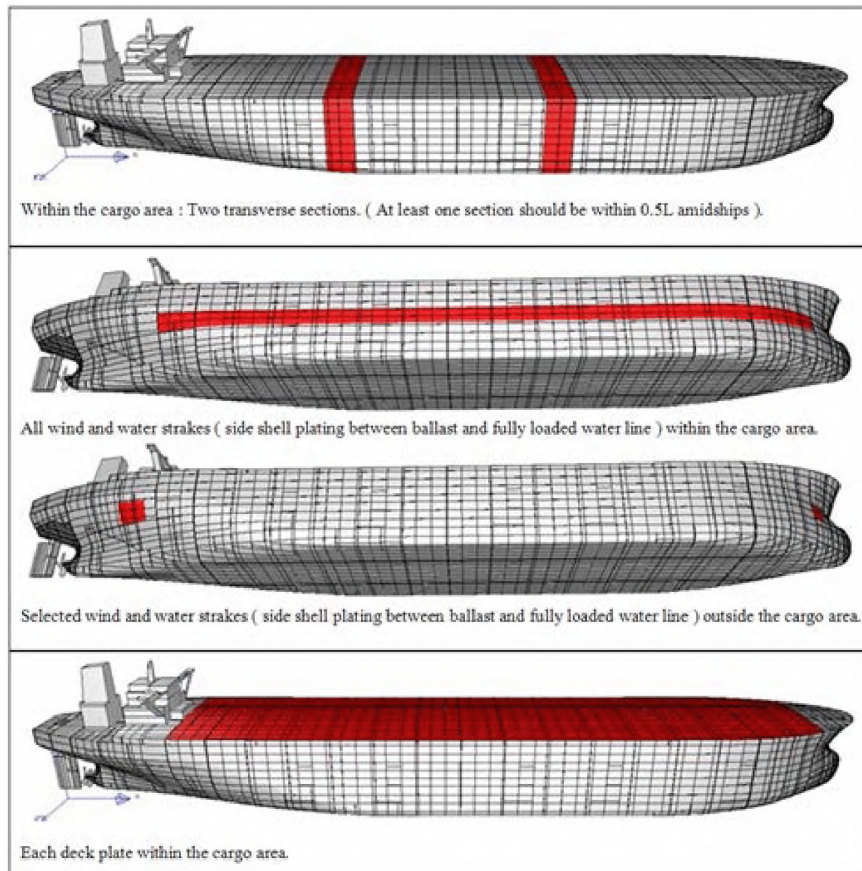 Within the cargo area : Two transverse sections. ( At least one section should be within 0.5L amidships ).
All wind and water strakes ( side shell plating between ballast and fully loaded water line ) within the cargo area.
Selected wind and water strakes ( side shell plating between ballast and fully loaded water line ) outside the cargo area.
Each deck plate within the cargo area.